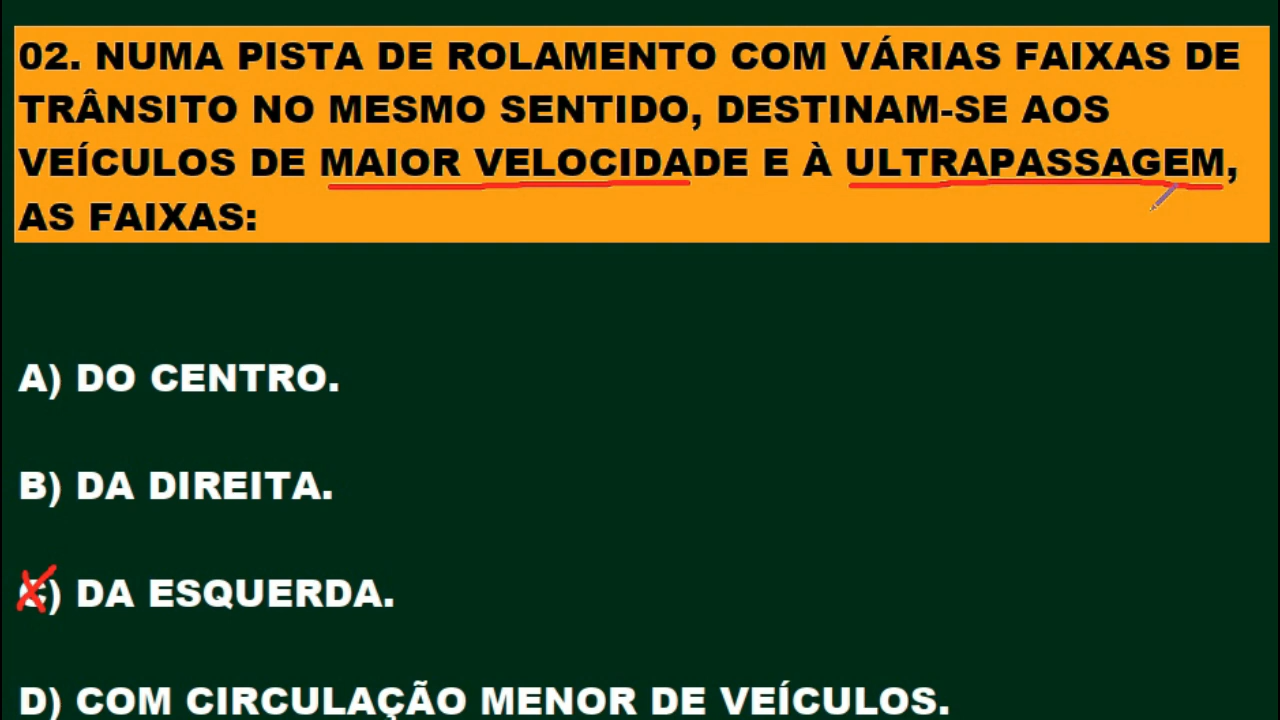 02. NUMA PISTA DE ROLAMENTO COM VÁRIAS FAIXAS DE
TRÂNSITO NO MESMO SENTIDO, DESTINAM-SE AOS
VEÍCULOS DE MAIOR VELOCIDADE E À ULTRAPASSAGEM,
AS FAIXAS:
A) DO CENTRO.
B) DA DIREITA.
C) DA ESQUERDA.
D) COM CIRCULAÇÃO MENOR DE VEÍCULOS.